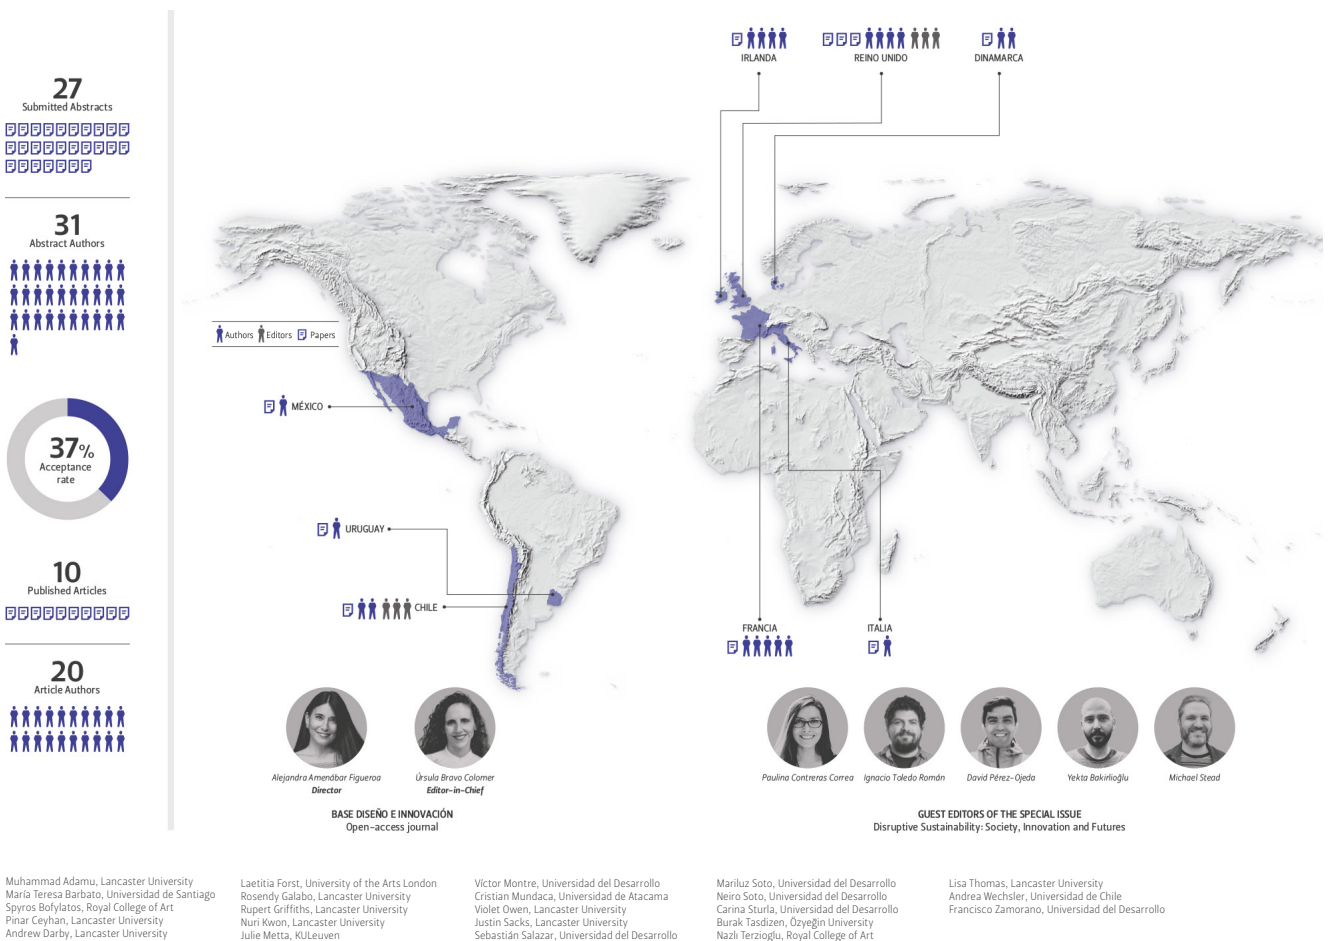 27
Submitted Abstracts
31
Abstract Authors
37%
Acceptance
rate
10
Published Articles
20
Article Authors
IRLANDA
REINO UNIDO
DINAMARCA
Authors Editors Papers
MÉXICO
URUGUAY
CHILE
FRANCIA
ITALIA
Alejandra Amenábar Figueroa
Director
Úrsula Bravo Colomer
Editor-in-Chief
BASE DISEÑO E INNOVACIÓN
Open-access journal
Paulina Contreras Correa
Ignacio Toledo Román
David Pérez-Ojeda
Yekta Bakirlioğlu
Michael Stead
GUEST EDITORS OF THE SPECIAL ISSUE
Disruptive Sustainability: Society, Innovation and Futures
Muhammad Adamu, Lancaster University
María Teresa Barbato, Universidad de Santiago
Spyros Bofylatos, Royal College of Art
Pinar Ceyhan, Lancaster University
Andrew Darby, Lancaster University
Laetitia Forst, University of the Arts London
Rosendy Galabo, Lancaster University
Rupert Griffiths, Lancaster University
Nuri Kwon, Lancaster University
Julie Metta, KULeuven
Víctor Montre, Universidad del Desarrollo
Cristian Mundaca, Universidad de Atacama
Violet Owen, Lancaster University
Justin Sacks, Lancaster University
Sebastián Salazar, Universidad del Desarrollo
Mariluz Soto, Universidad del Desarrollo
Neiro Soto, Universidad del Desarrollo
Carina Sturla, Universidad del Desarrollo
Burak Tasdizen, Özyeğin University
Nazlı Terzioglu, Royal College of Art
Lisa Thomas, Lancaster University
Andrea Wechsler, Universidad de Chile
Francisco Zamorano, Universidad del Desarrollo